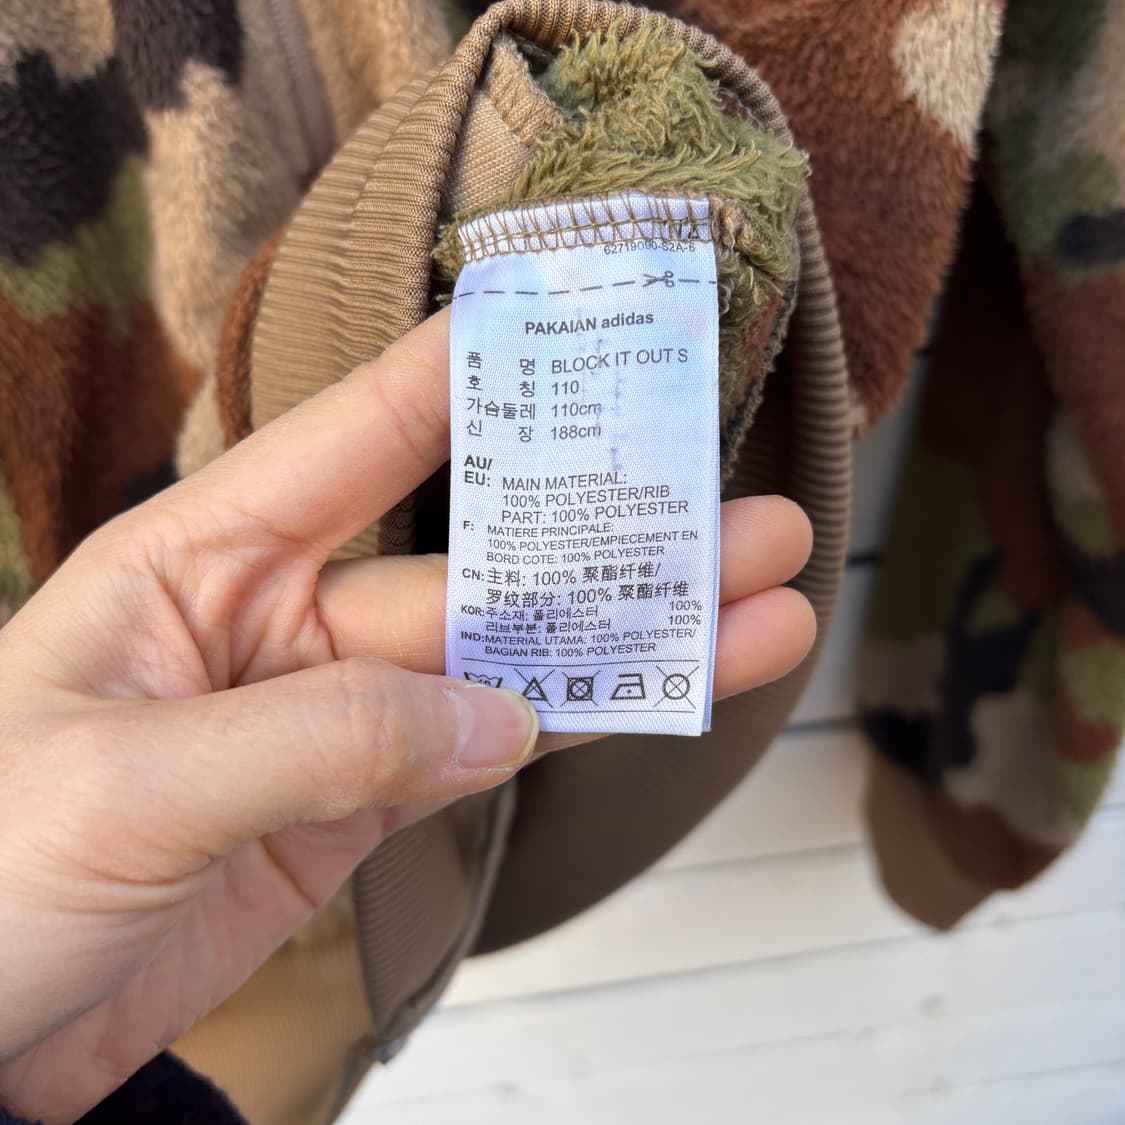 62719090-S2A-6
PAKAIAN adidas
품 명 BLOCK IT OUT S
호 칭 110
가슴둘레 110cm
신 장 188cm
AU/
EU: MAIN MATERIAL:
100% POLYESTER/RIB
PART: 100% POLYESTER
F: MATIERE PRINCIPALE:
100% POLYESTER/EMPIECEMENT EN
BORD COTE: 100% POLYESTER
CN: 主料: 100% 聚酯纤维/
罗纹部分: 100% 聚酯纤维
KOR: 주소재: 폴리에스터 100%
리브부분: 폴리에스터 100%
IND: MATERIAL UTAMA: 100% POLYESTER/
BAGIAN RIB: 100% POLYESTER